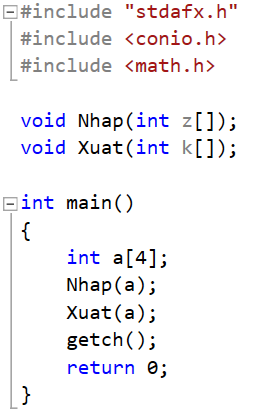 #include "stdafx.h"
#include <conio.h>
#include <math.h>
void Nhap(int z[]);
void Xuat(int k[]);
int main()
{
    int a[4];
    Nhap(a);
    Xuat(a);
    getch();
    return 0;
}